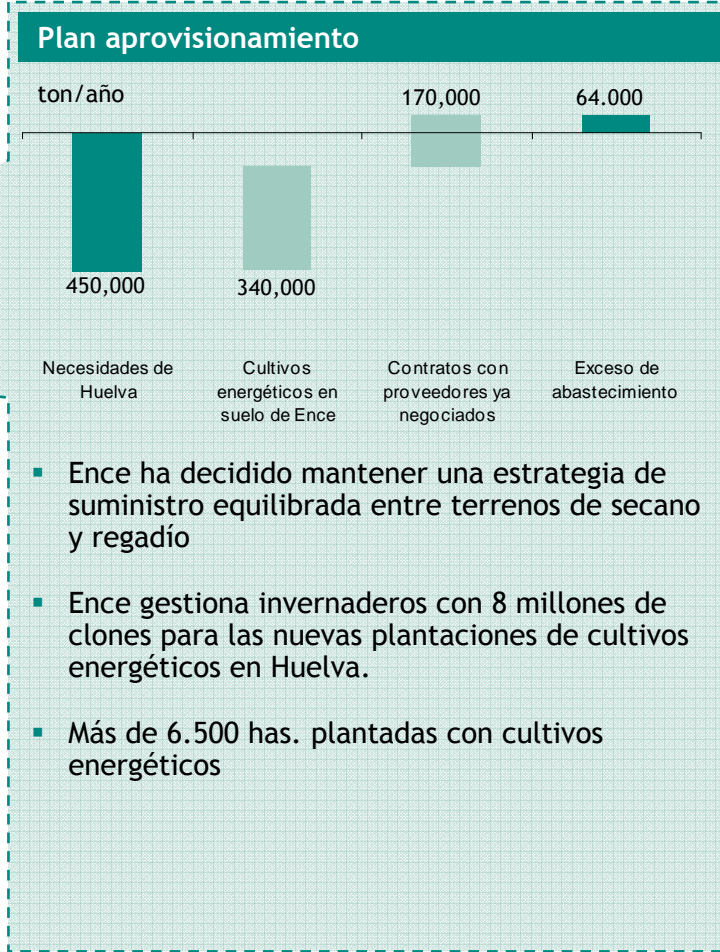 Plan aprovisionamiento
ton/año
170,000
64.000
450,000
340,000
Necesidades de
Huelva
Cultivos
energéticos en
suelo de Ence
Contratos con
proveedores ya
negociados
Exceso de
abastecimiento
Ence ha decidido mantener una estrategia de
suministro equilibrada entre terrenos de secano
y regadío
Ence gestiona invernaderos con 8 millones de
clones para las nuevas plantaciones de cultivos
energéticos en Huelva.
Más de 6.500 has. plantadas con cultivos
energéticos